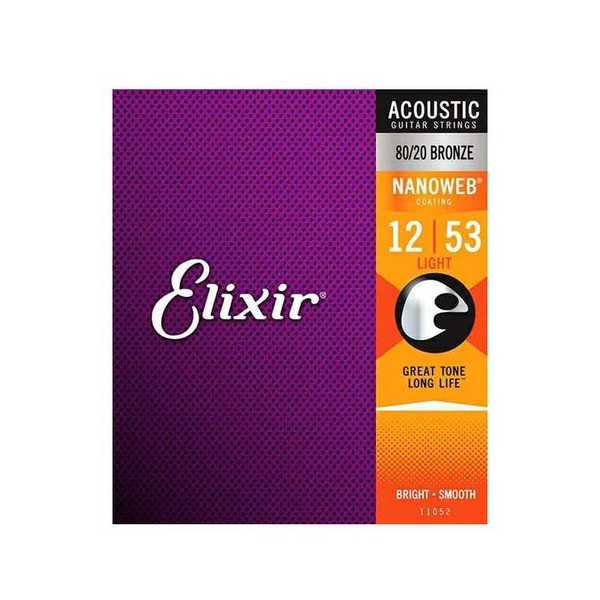 Elixir®
ACOUSTIC
GUITAR STRINGS
80/20 BRONZE
NANOWEB®
COATING
12 | 53
LIGHT
GREAT TONE
LONG LIFE™
BRIGHT • SMOOTH
11052